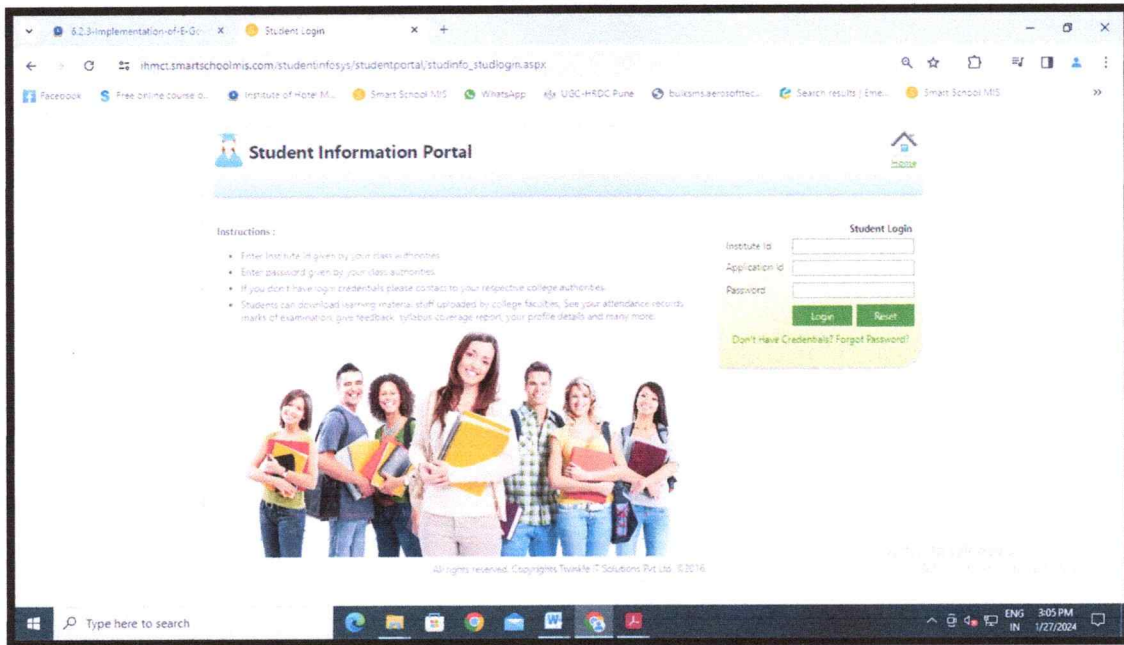 6.2.3-Implementation-of-E-Go
Student Login
ihmct.smartschoolmis.com/studentinfosys/studentportal/studinfo_studlogin.aspx
Facebook Free online course o... Institute of Hotel M... Smart School MIS WhatsApp UGC-HRDC Pune bulksms.aerosofttec... Search results | Eme... Smart School MIS
Student Information Portal
Home
Instructions :
Enter Institute Id given by your class authorities.
Enter password given by your class authorities.
If you don't have login credentials please contact to your respective college authorities.
Students can download learning material stuff uploaded by college faculties, See your attendance records
marks of examination, give feedback, syllabus coverage report, your profile details and many more.
Student Login
Institute Id
Application Id
Password
Login Reset
Don't Have Credentials? Forgot Password?
All rights reserved. Copyrights Twinkle IT Solutions Pvt Ltd. ©2016
Type here to search
ENG 3:05 PM
IN 1/27/2024